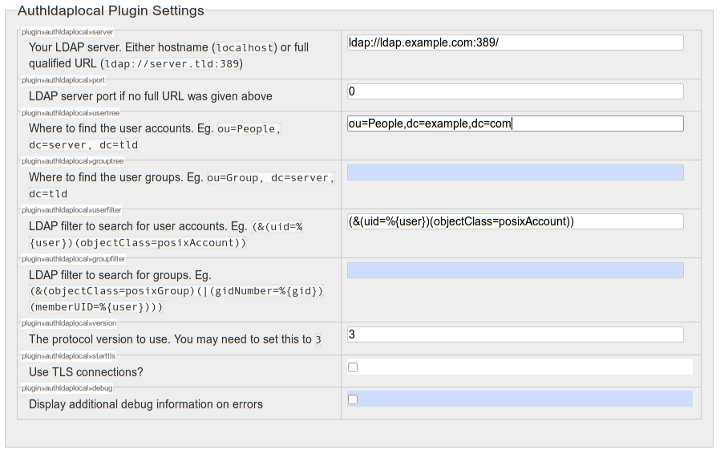 Authldaplocal Plugin Settings
plugin»authldaplocal»server
Your LDAP server. Either hostname (localhost) or full
qualified URL (ldap://server.tld:389)
ldap://ldap.example.com:389/
plugin»authldaplocal»port
LDAP server port if no full URL was given above
0
plugin»authldaplocal»usertree
Where to find the user accounts. Eg. ou=People,
dc=server, dc=tld
ou=People,dc=example,dc=com
plugin»authldaplocal»grouptree
Where to find the user groups. Eg. ou=Group, dc=server,
dc=tld
plugin»authldaplocal»userfilter
LDAP filter to search for user accounts. Eg. (&(uid=%
{user})(objectClass=posixAccount))
(&(uid=%{user})(objectClass=posixAccount))
plugin»authldaplocal»groupfilter
LDAP filter to search for groups. Eg.
(&(objectClass=posixGroup)(|(gidNumber=%{gid})
(memberUID=%{user})))
plugin»authldaplocal»version
The protocol version to use. You may need to set this to 3
3
plugin»authldaplocal»starttls
Use TLS connections?
plugin»authldaplocal»debug
Display additional debug information on errors